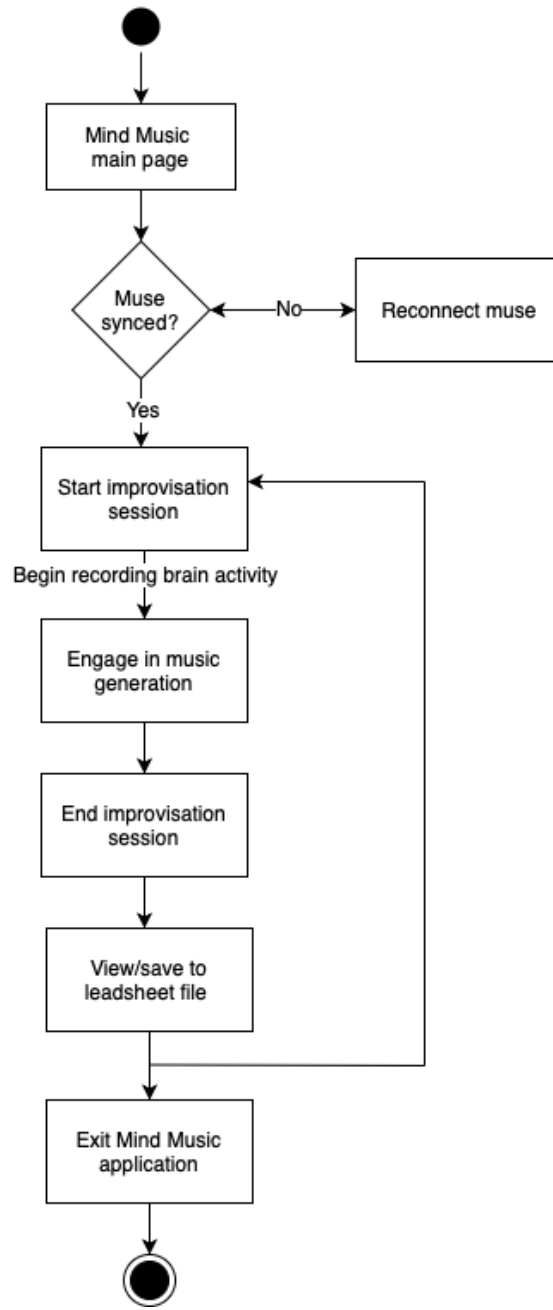 Mind Music
main page
Muse
synced?
No
Reconnect muse
Yes
Start improvisation
session
Begin recording brain activity
Engage in music
generation
End improvisation
session
View/save to
leadsheet file
Exit Mind Music
application